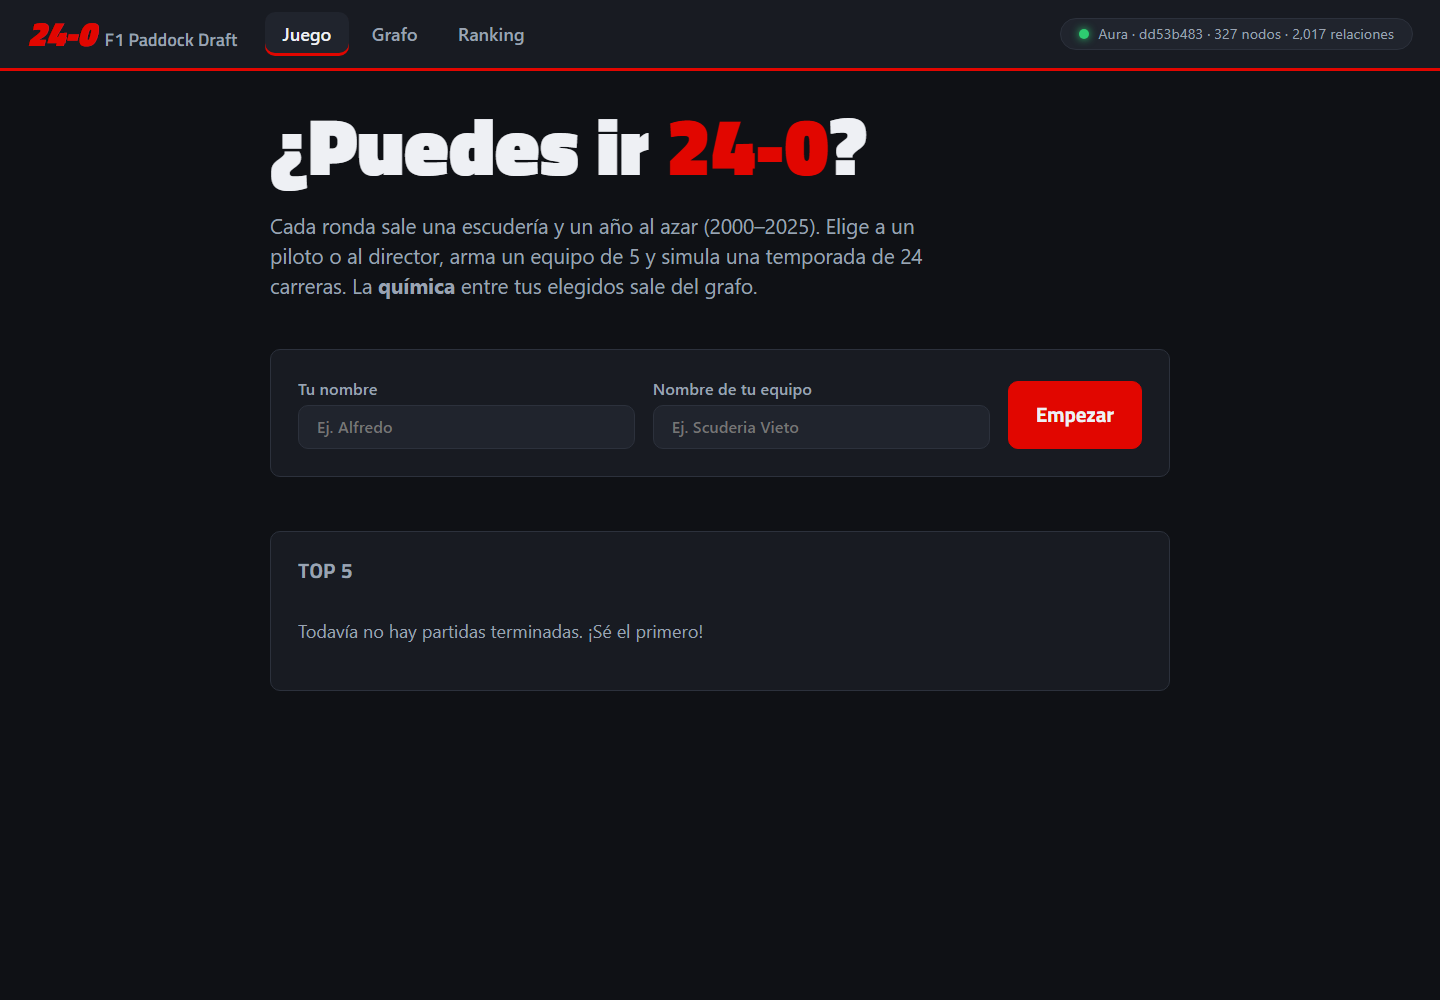 24-0 F1 Paddock Draft
Juego
Grafo
Ranking
Aura · dd53b483 · 327 nodos · 2,017 relaciones
¿Puedes ir 24-0?
Cada ronda sale una escudería y un año al azar (2000–2025). Elige a un
piloto o al director, arma un equipo de 5 y simula una temporada de 24
carreras. La química entre tus elegidos sale del grafo.
Tu nombre
Ej. Alfredo
Nombre de tu equipo
Ej. Scuderia Vieto
Empezar
TOP 5
Todavía no hay partidas terminadas. ¡Sé el primero!